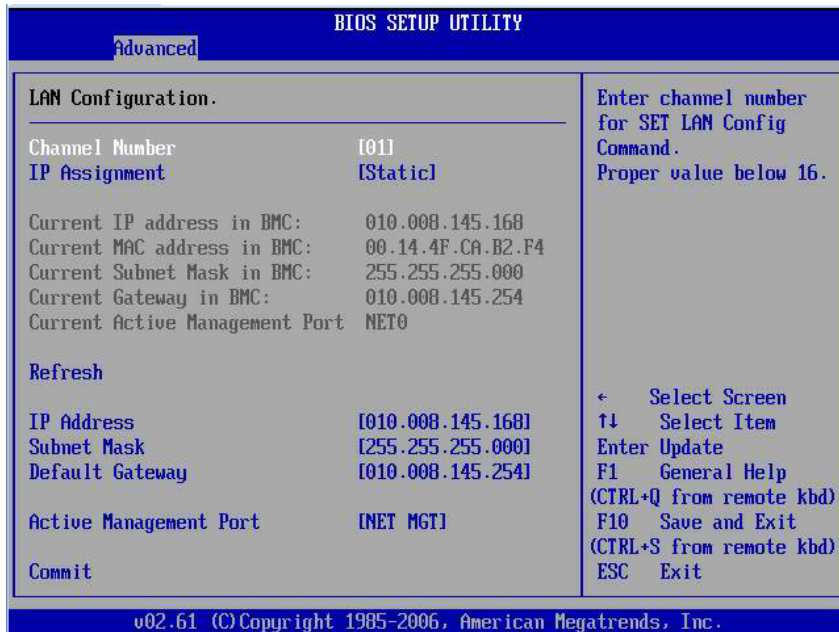 BIOS SETUP UTILITY
Advanced
LAN Configuration.
Channel Number [01]
IP Assignment [Static]
Current IP address in BMC: 010.008.145.168
Current MAC address in BMC: 00.14.4F.CA.B2.F4
Current Subnet Mask in BMC: 255.255.255.000
Current Gateway in BMC: 010.008.145.254
Current Active Management Port NET0
Refresh
IP Address [010.008.145.168]
Subnet Mask [255.255.255.000]
Default Gateway [010.008.145.254]
Active Management Port [NET MGT]
Commit
Enter channel number
for SET LAN Config
Command.
Proper value below 16.
← Select Screen
↑↓ Select Item
Enter Update
F1 General Help
(CTRL+Q from remote kbd)
F10 Save and Exit
(CTRL+S from remote kbd)
ESC Exit
v02.61 (C)Copyright 1985-2006, American Megatrends, Inc.